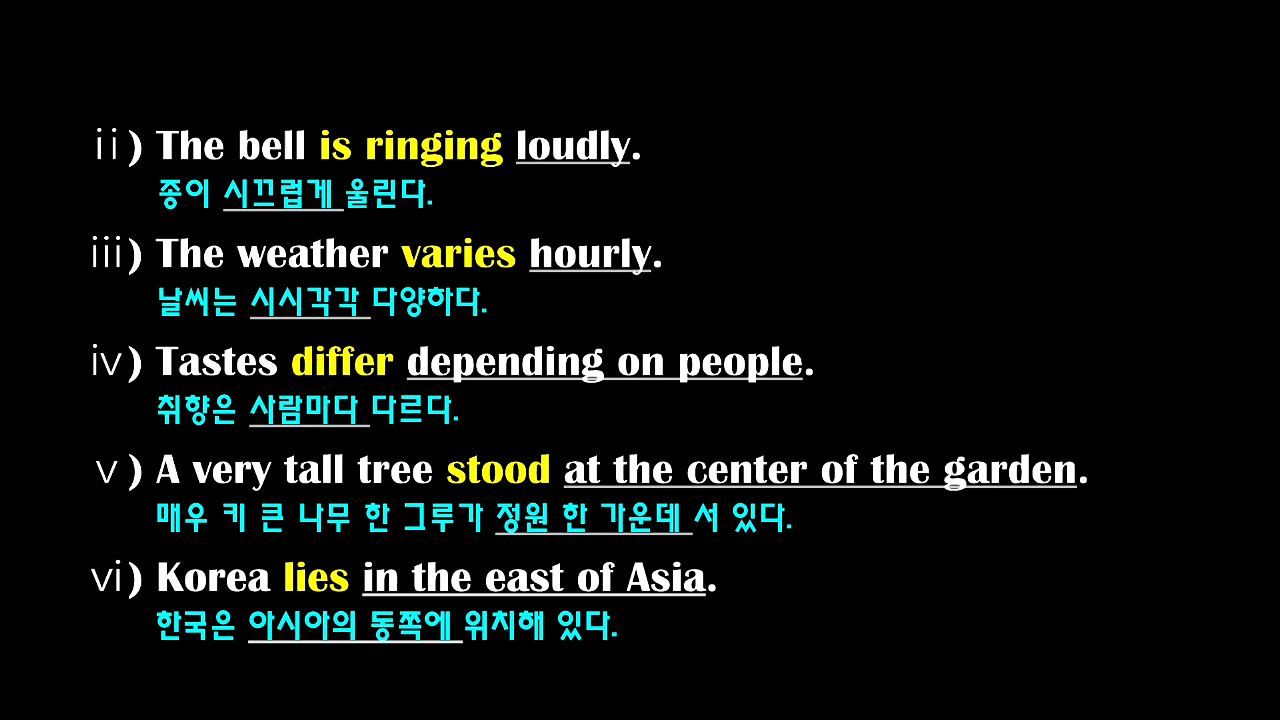 ii) The bell is ringing loudly.
종이 시끄럽게 울린다.
iii) The weather varies hourly.
날씨는 시시각각 다양하다.
iv) Tastes differ depending on people.
취향은 사람마다 다르다.
v) A very tall tree stood at the center of the garden.
매우 키 큰 나무 한 그루가 정원 한 가운데 서 있다.
vi) Korea lies in the east of Asia.
한국은 아시아의 동쪽에 위치해 있다.